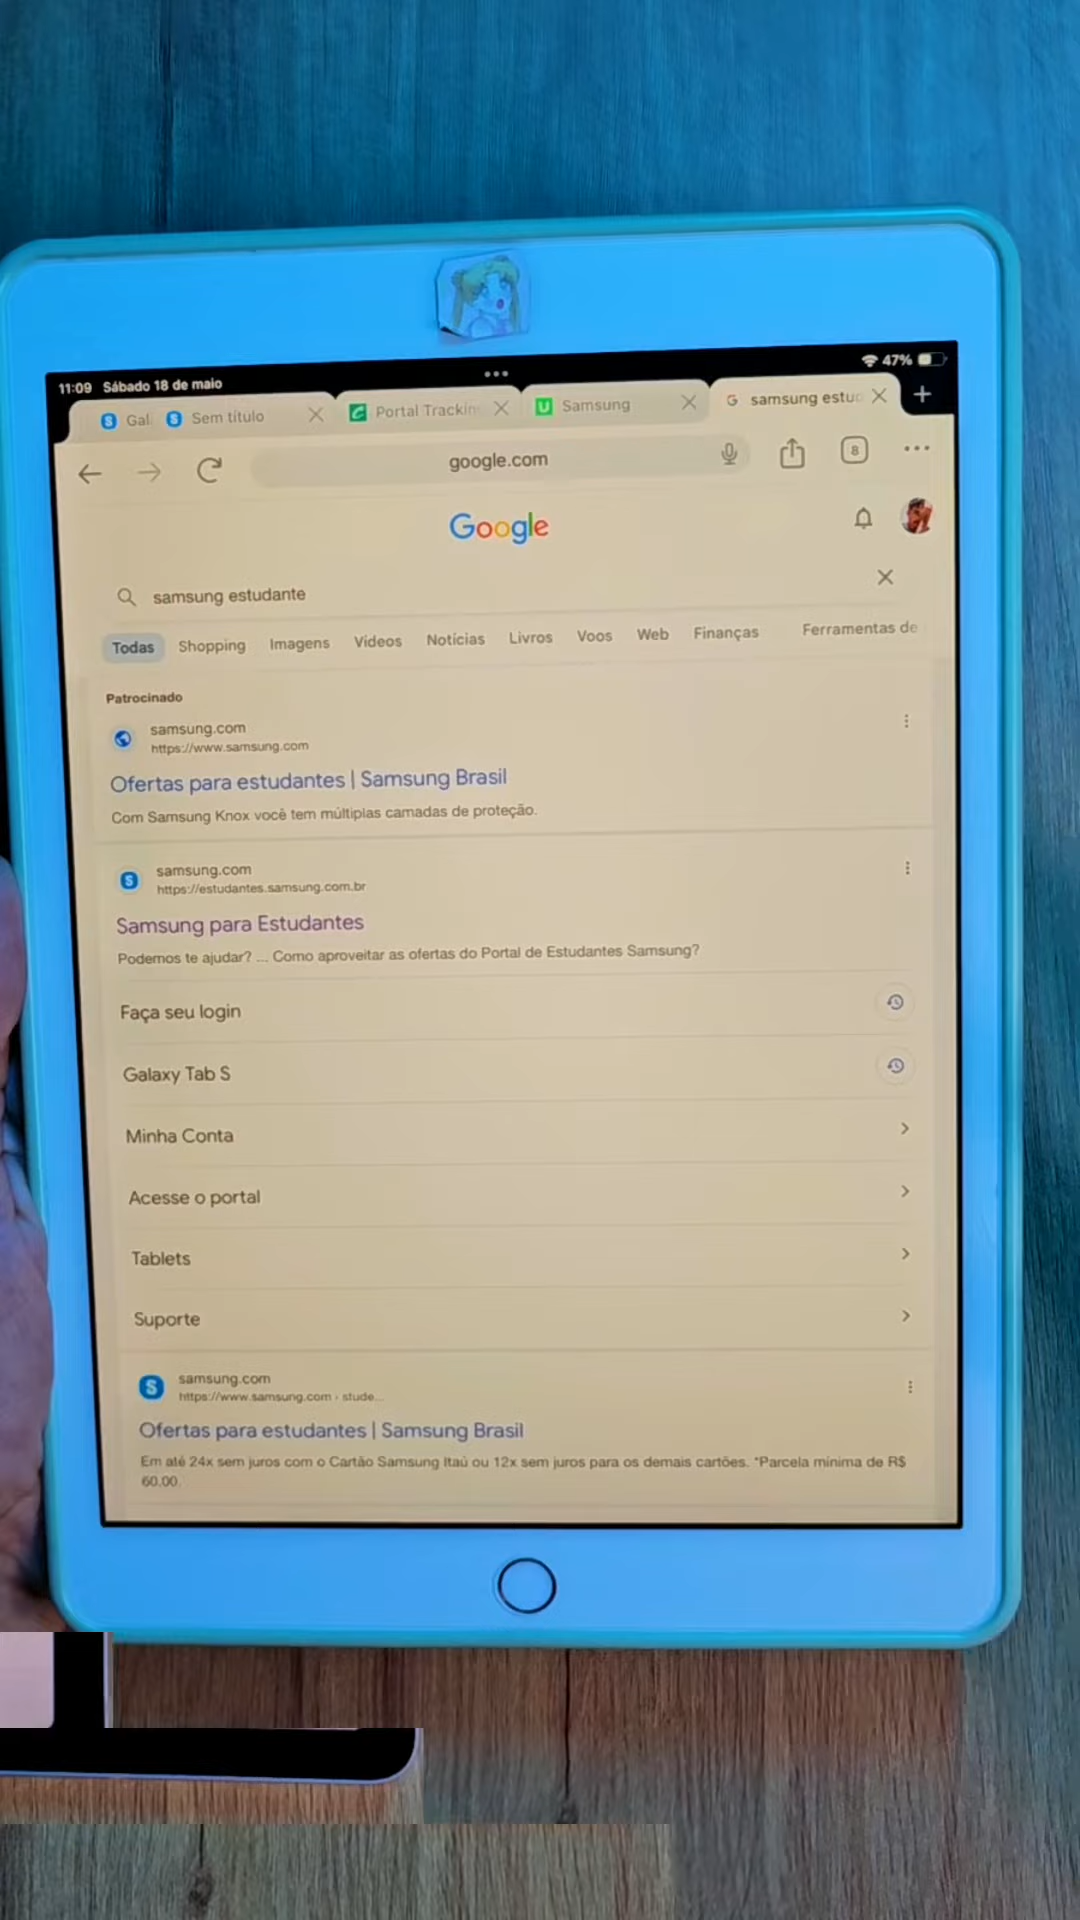 11:09 Sábado 18 de maio
47%
Gal
Sem título
Portal Trackin
Samsung
samsung estu
google.com
8
Google
samsung estudante
Todas Shopping Imagens Vídeos Notícias Livros Voos Web Finanças Ferramentas de
Patrocinado
samsung.com
https://www.samsung.com
Ofertas para estudantes | Samsung Brasil
Com Samsung Knox você tem múltiplas camadas de proteção.
samsung.com
https://estudantes.samsung.com.br
Samsung para Estudantes
Podemos te ajudar? ... Como aproveitar as ofertas do Portal de Estudantes Samsung?
Faça seu login
Galaxy Tab S
Minha Conta
Acesse o portal
Tablets
Suporte
samsung.com
https://www.samsung.com › stude...
Ofertas para estudantes | Samsung Brasil
Em até 24x sem juros com o Cartão Samsung Itaú ou 12x sem juros para os demais cartões. *Parcela mínima de R$
60,00.